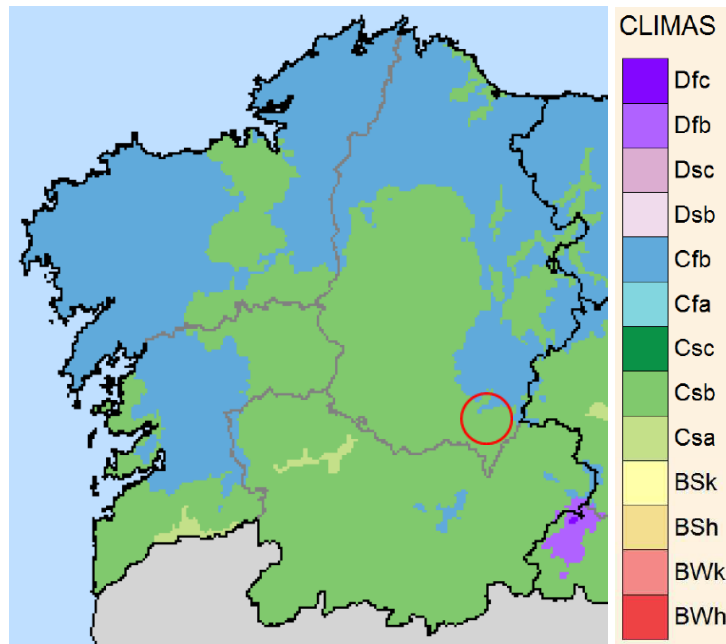 CLIMAS
Dfc
Dfb
Dsc
Dsb
Cfb
Cfa
Csc
Csb
Csa
BSk
BSh
BWk
BWh